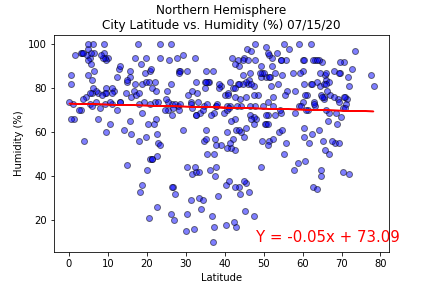 Northern Hemisphere
City Latitude vs. Humidity (%) 07/15/20
100
80
60
40
20
Humidity (%)
Y = -0.05x + 73.09
0 10 20 30 40 50 60 70 80
Latitude